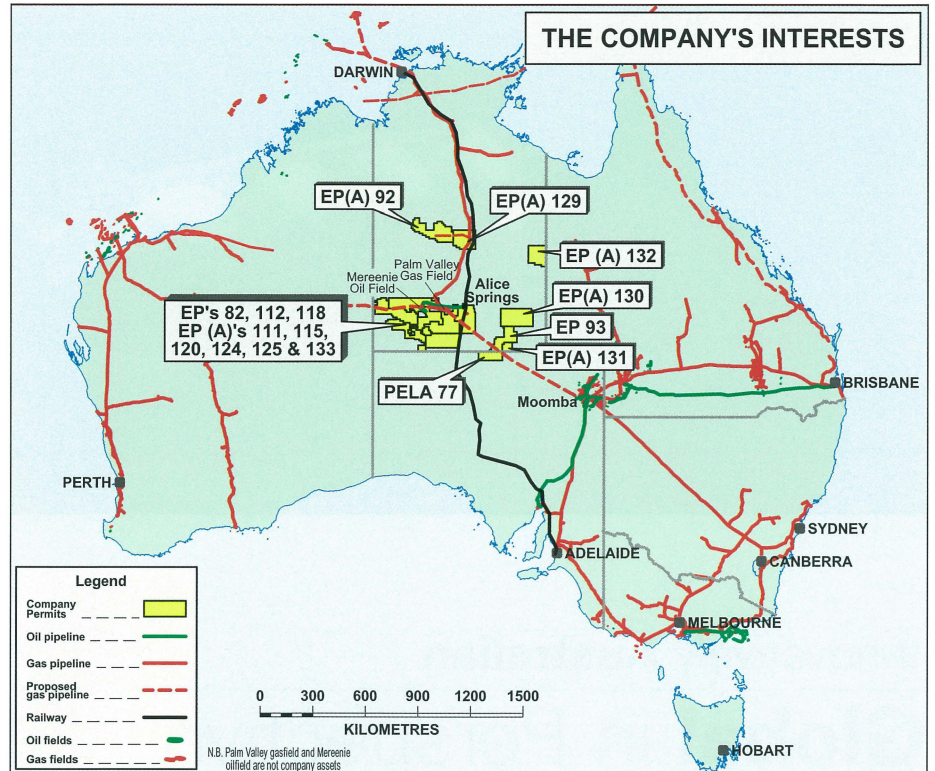 THE COMPANY'S INTERESTS
DARWIN
EP(A) 92
EP(A) 129
EP (A) 132
Palm Valley
Gas Field
Mereenie
Oil Field
Alice
Springs
EP(A) 130
EP's 82, 112, 118
EP (A)'s 111, 115,
120, 124, 125 & 133
EP 93
EP(A) 131
PELA 77
Moomba
BRISBANE
PERTH
SYDNEY
ADELAIDE
CANBERRA
MELBOURNE
HOBART
Legend
Company
Permits
Oil pipeline
Gas pipeline
Proposed
gas pipeline
Railway
Oil fields
Gas fields
0 300 600 900 1200 1500
KILOMETRES
N.B. Palm Valley gasfield and Mereenie
oilfield are not company assets